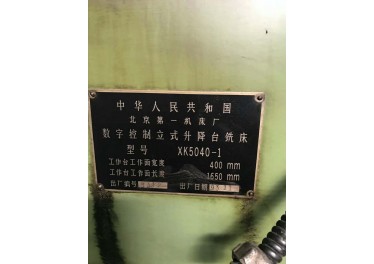 中华人民共和国
北京第一机床厂
数字控制立式升降台铣床
型号 XK5040-1
工作台工作面宽度 400 mm
工作台工作面长度 1650 mm
出厂编号 出厂日期